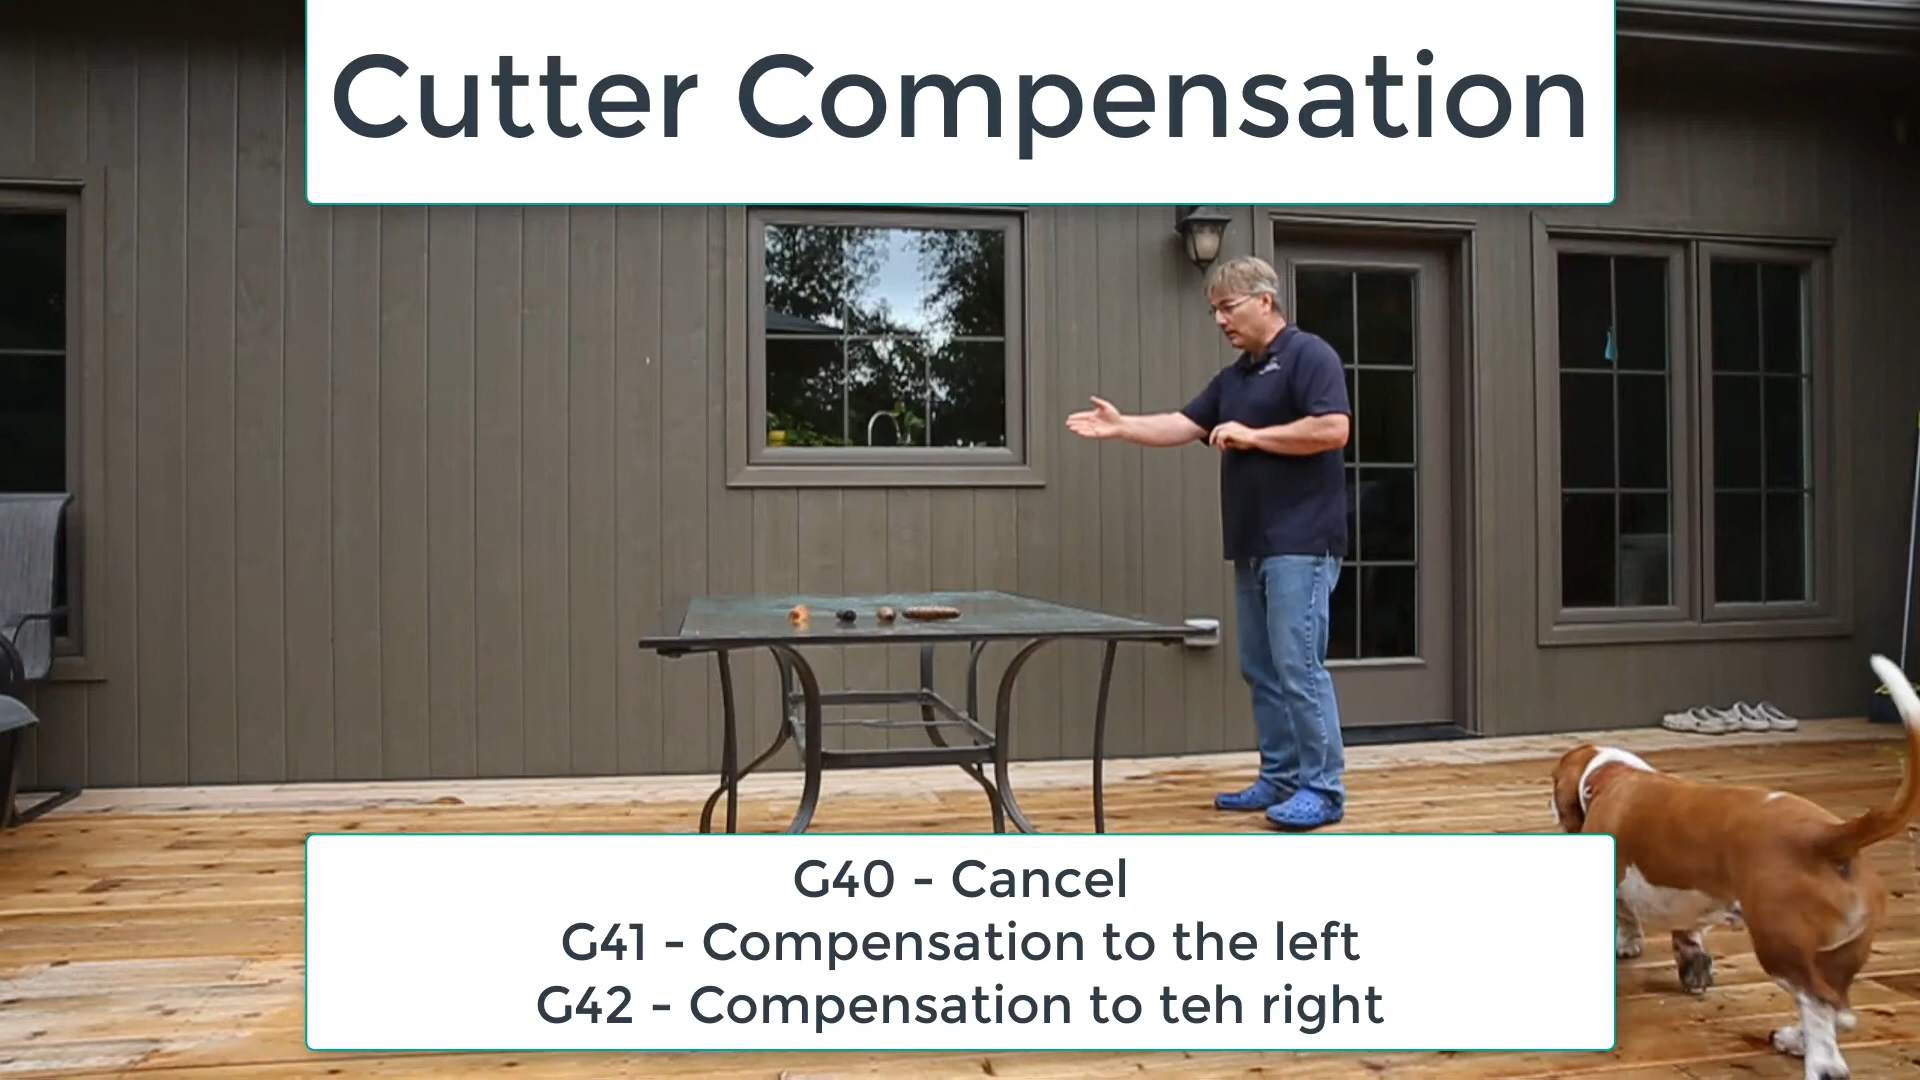 Cutter Compensation
G40 - Cancel
G41 - Compensation to the left
G42 - Compensation to teh right